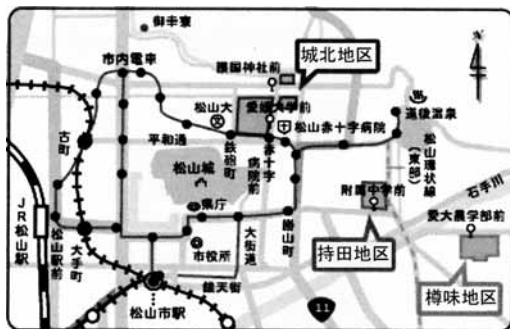 御幸寮
市内電車
護国神社前
城北地区
松山大
愛媛大学前
松山赤十字病院
道後温泉
平和通
鉄砲町
赤十字病院前
古町
松山城
松山環状線(東部)
石手川
附属中学前
愛大農学部前
JR松山駅
松山駅前
大手町
県庁
市役所
大街道
勝山町
持田地区
樽味地区
銀天街
松山市駅
11